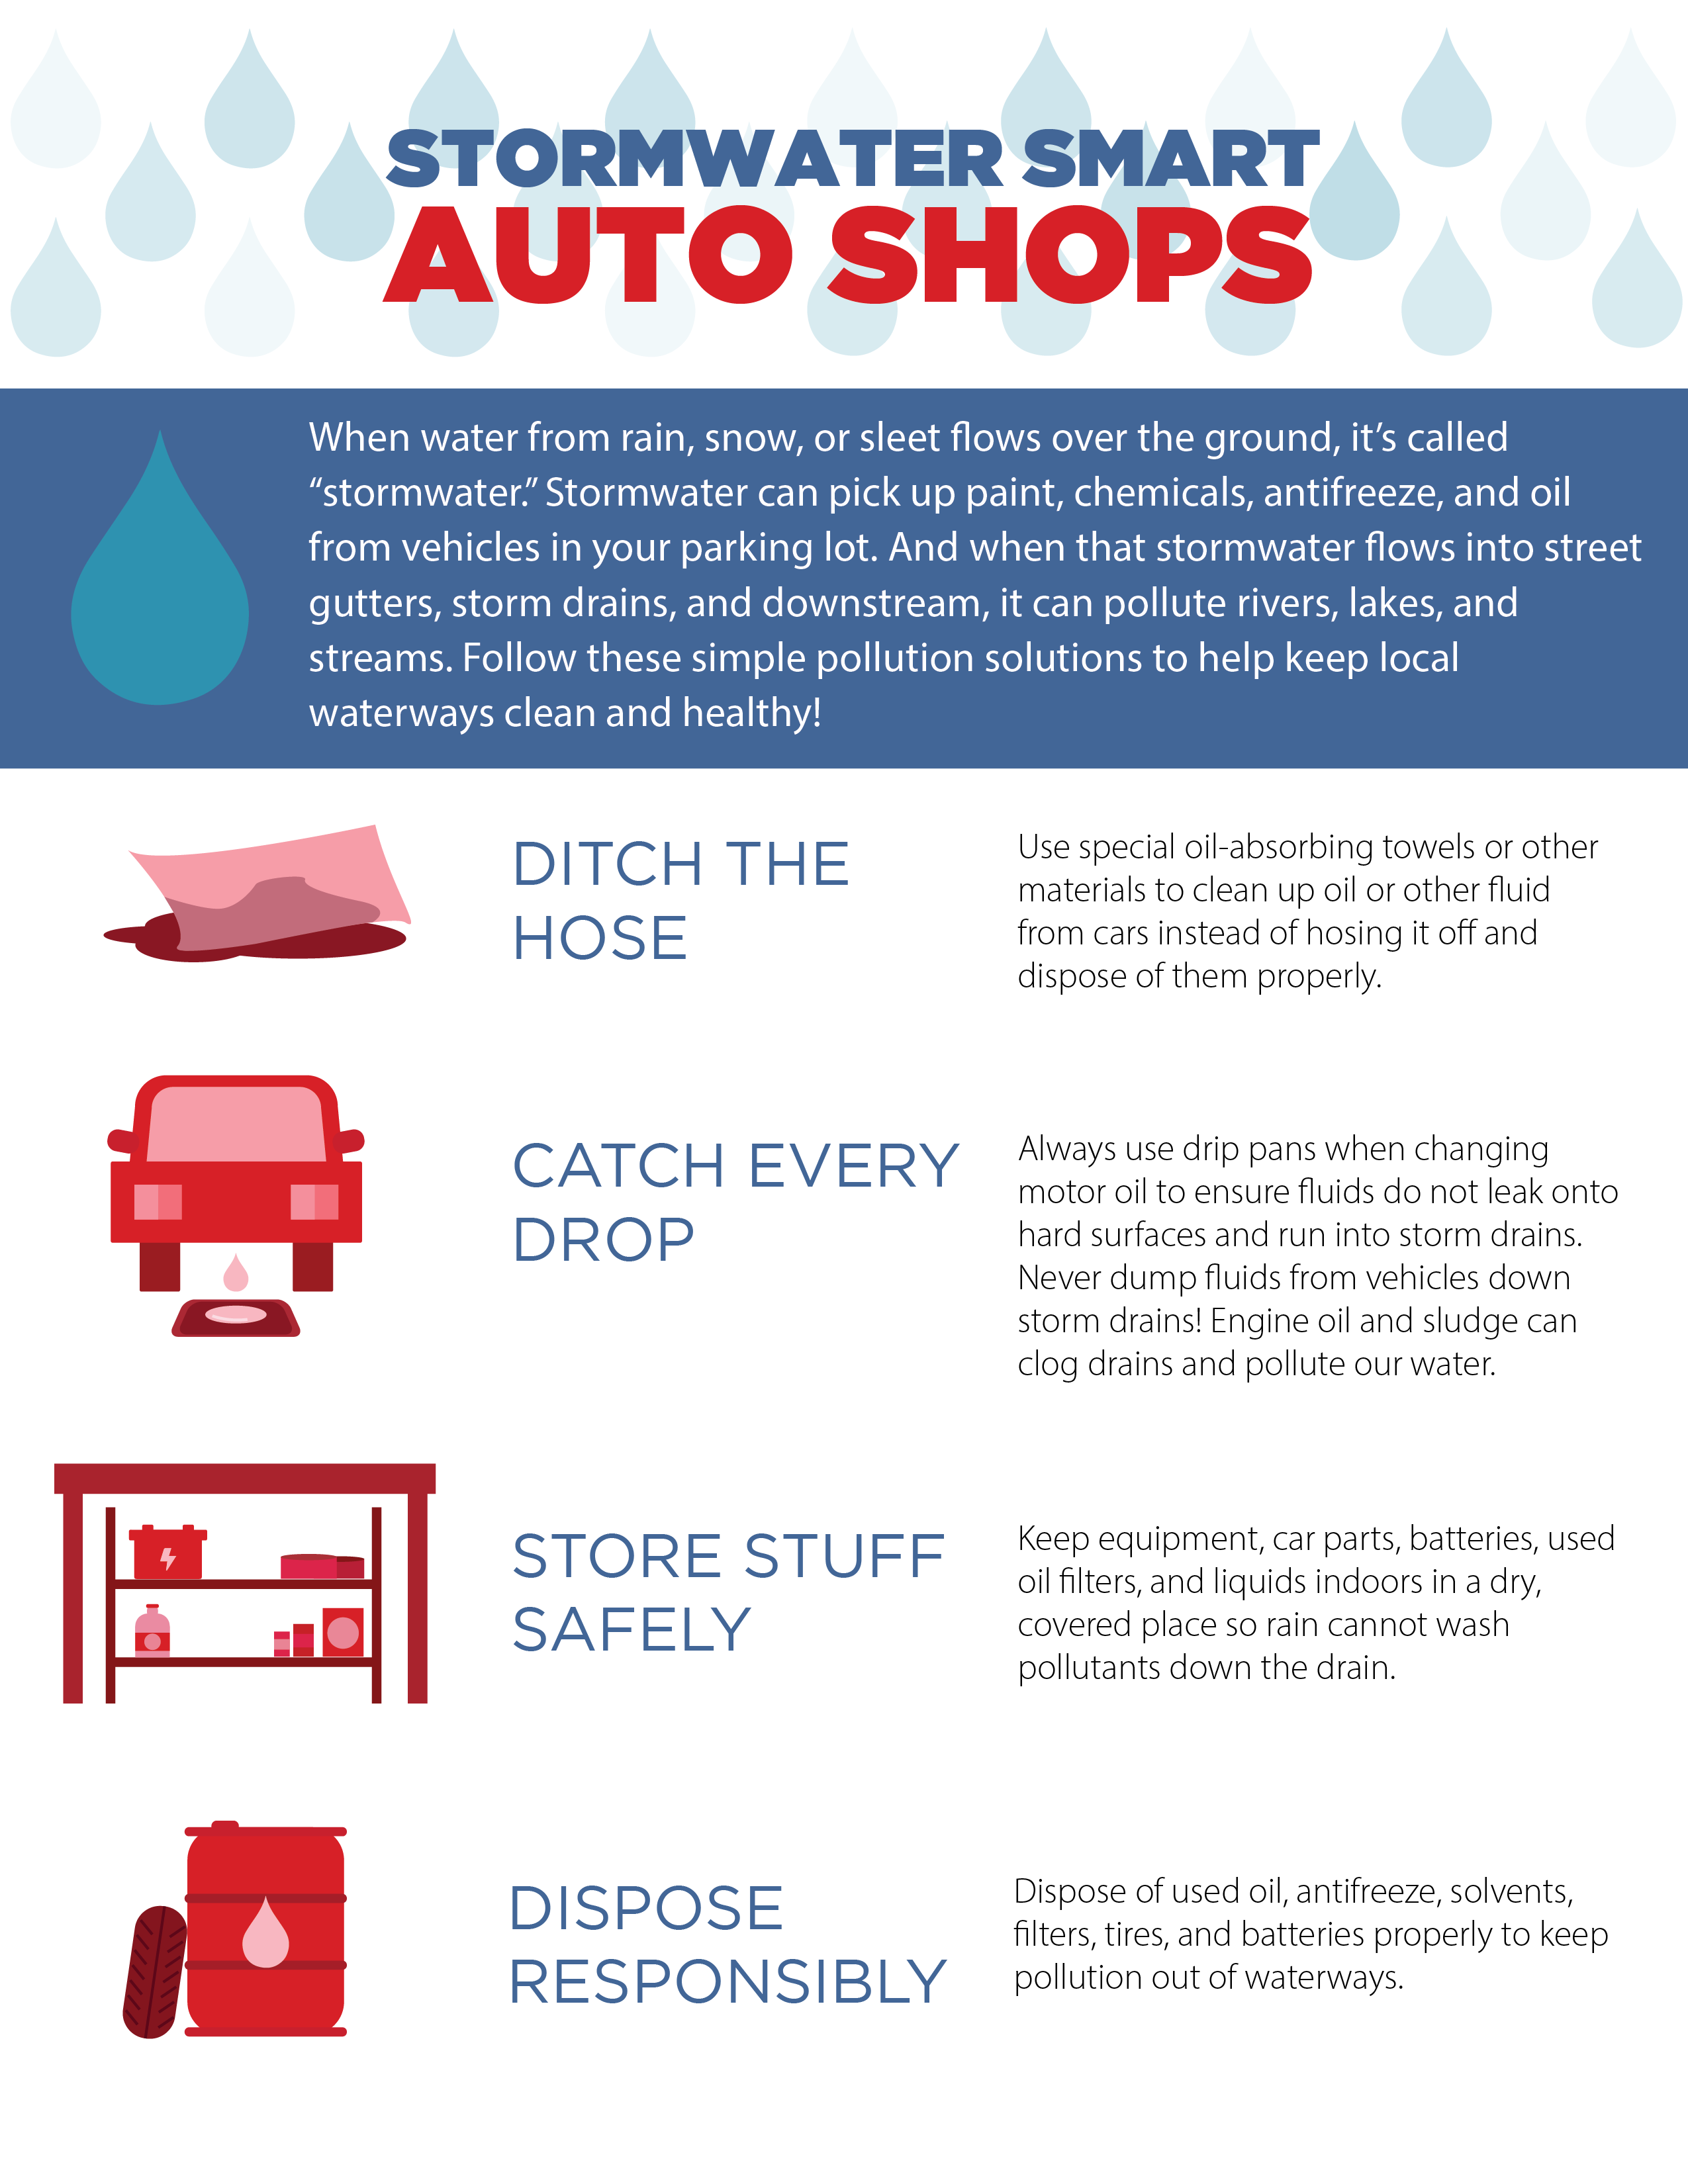 STORMWATER SMART
AUTO SHOPS
When water from rain, snow, or sleet flows over the ground, it’s called
“stormwater.” Stormwater can pick up paint, chemicals, antifreeze, and oil
from vehicles in your parking lot. And when that stormwater flows into street
gutters, storm drains, and downstream, it can pollute rivers, lakes, and
streams. Follow these simple pollution solutions to help keep local
waterways clean and healthy!
DITCH THE
HOSE
Use special oil-absorbing towels or other
materials to clean up oil or other fluid
from cars instead of hosing it off and
dispose of them properly.
CATCH EVERY
DROP
Always use drip pans when changing
motor oil to ensure fluids do not leak onto
hard surfaces and run into storm drains.
Never dump fluids from vehicles down
storm drains! Engine oil and sludge can
clog drains and pollute our water.
STORE STUFF
SAFELY
Keep equipment, car parts, batteries, used
oil filters, and liquids indoors in a dry,
covered place so rain cannot wash
pollutants down the drain.
DISPOSE
RESPONSIBLY
Dispose of used oil, antifreeze, solvents,
filters, tires, and batteries properly to keep
pollution out of waterways.